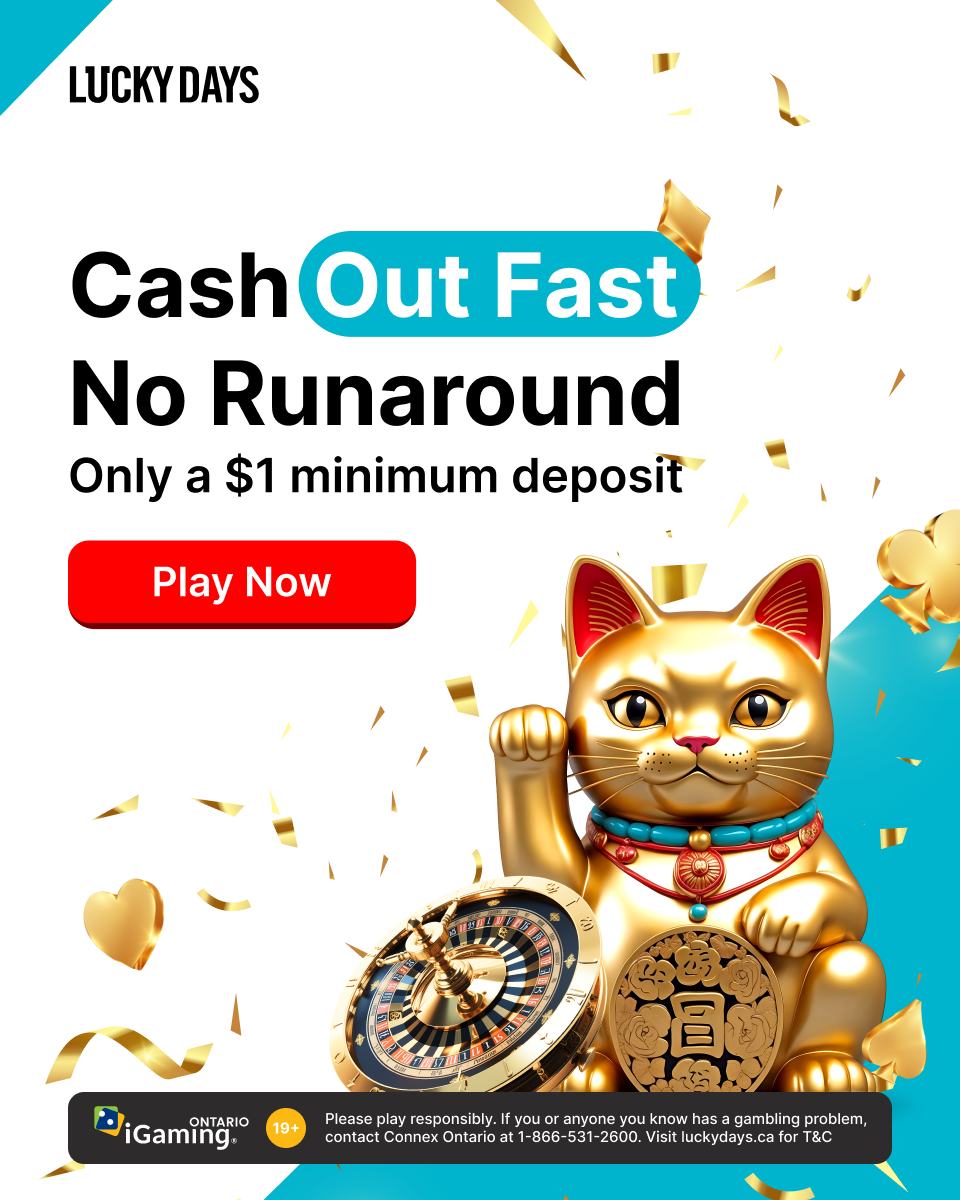 LUCKY DAYS
Cash Out Fast
No Runaround
Only a $1 minimum deposit
Play Now
iGaming ONTARIO
19+
Please play responsibly. If you or anyone you know has a gambling problem,
contact Connex Ontario at 1-866-531-2600. Visit luckydays.ca for T&C